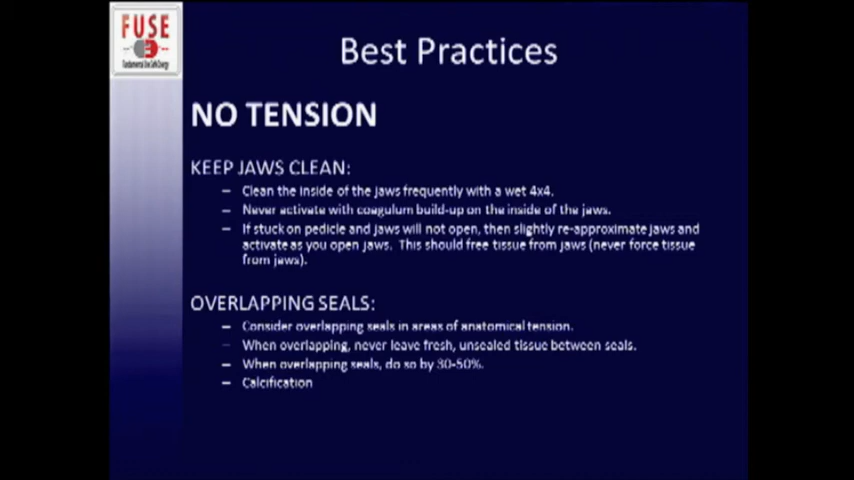 FUSE
Fundamental Use Safe Energy
Best Practices
NO TENSION
KEEP JAWS CLEAN:
– Clean the inside of the jaws frequently with a wet 4x4.
– Never activate with coagulum build-up on the inside of the jaws.
– If stuck on pedicle and jaws will not open, then slightly re-approximate jaws and
activate as you open jaws. This should free tissue from jaws (never force tissue
from jaws).
OVERLAPPING SEALS:
– Consider overlapping seals in areas of anatomical tension.
– When overlapping, never leave fresh, unsealed tissue between seals.
– When overlapping seals, do so by 30-50%.
– Calcification